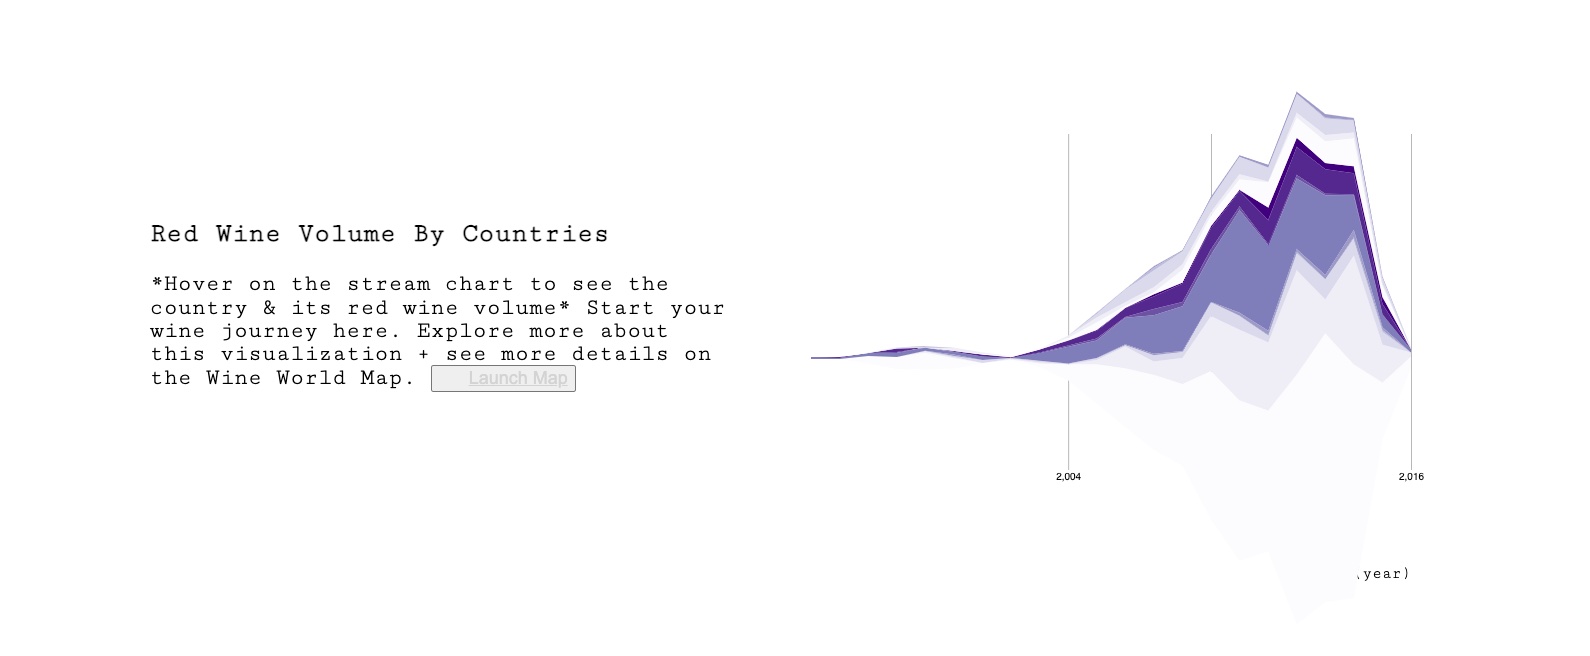 Red Wine Volume By Countries
*Hover on the stream chart to see the
country & its red wine volume* Start your
wine journey here. Explore more about
this visualization + see more details on
the Wine World Map. Launch Map
2,004 2,016
year)